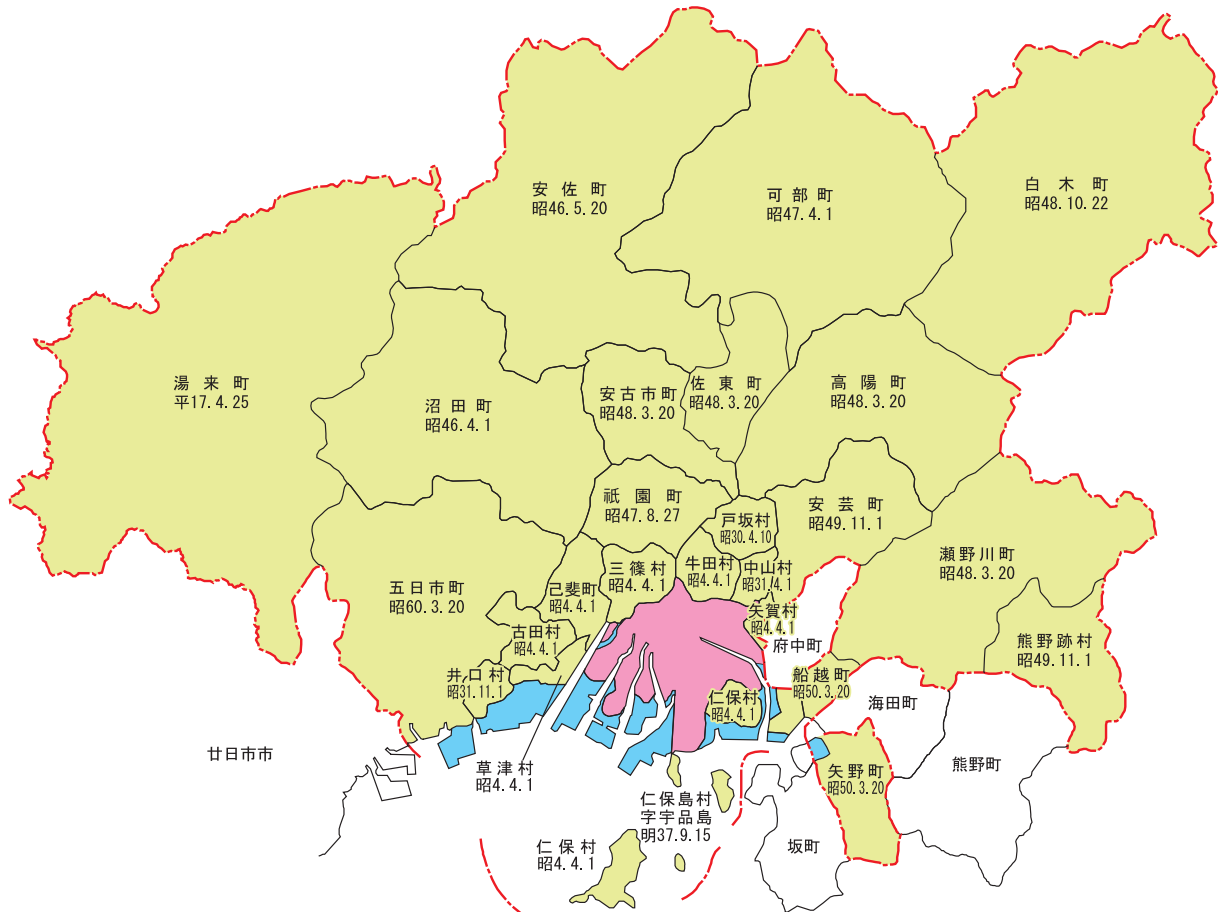 安佐町
昭46.5.20
可部町
昭47.4.1
白木町
昭48.10.22
湯来町
平17.4.25
沼田町
昭46.4.1
安古市町
昭48.3.20
佐東町
昭48.3.20
高陽町
昭48.3.20
祇園町
昭47.8.27
戸坂村
昭30.4.10
安芸町
昭49.11.1
瀬野川町
昭48.3.20
五日市町
昭60.3.20
己斐町
昭4.4.1
三篠村
昭4.4.1
牛田村
昭4.4.1
中山村
昭31.4.1
矢賀村
昭4.4.1
府中町
熊野跡村
昭49.11.1
古田村
昭4.4.1
井口村
昭31.11.1
仁保村
昭4.4.1
船越町
昭50.3.20
海田町
廿日市市
草津村
昭4.4.1
熊野町
矢野町
昭50.3.20
仁保島村
字宇品島
明37.9.15
仁保村
昭4.4.1
坂町